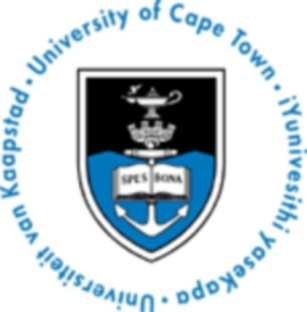 University of Cape Town · iYunivesithi yaseKapa · Universiteit van Kaapstad ·
SPES BONA